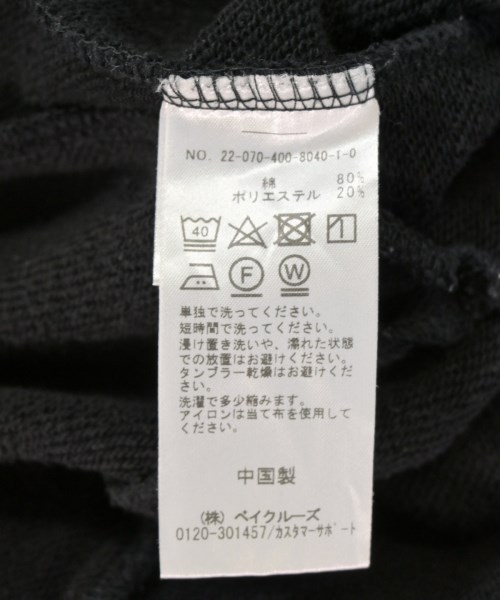 NO. 22-070-400-8040-1-0
綿 80%
ポリエステル 20%
40
F W
単独で洗ってください。
短時間で洗ってください。
浸け置き洗いや、濡れた状態
での放置はお避けください。
タンブラー乾燥はお避けくだ
さい。
洗濯で多少縮みます。
アイロンは当て布を使用して
ください。
中国製
(株) ベイクルーズ
0120-301457/カスタマーサポート